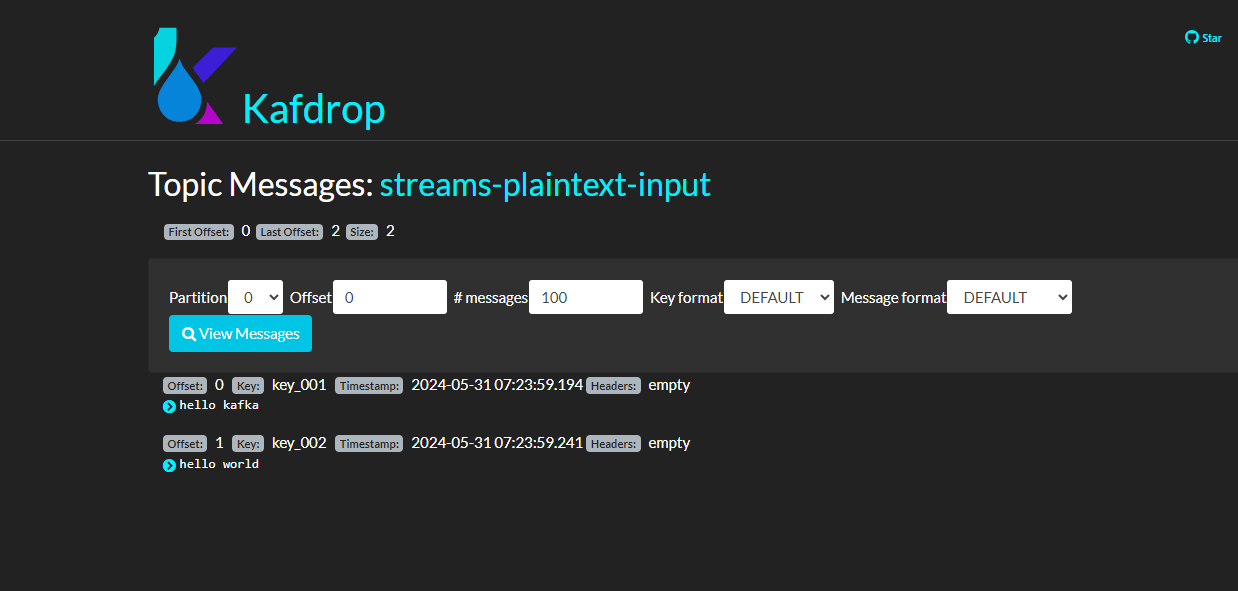 Star
Kafdrop
Topic Messages: streams-plaintext-input
First Offset: 0 Last Offset: 2 Size: 2
Partition 0 Offset 0 # messages 100 Key format DEFAULT Message format DEFAULT
View Messages
Offset: 0 Key: key_001 Timestamp: 2024-05-31 07:23:59.194 Headers: empty
hello kafka
Offset: 1 Key: key_002 Timestamp: 2024-05-31 07:23:59.241 Headers: empty
hello world